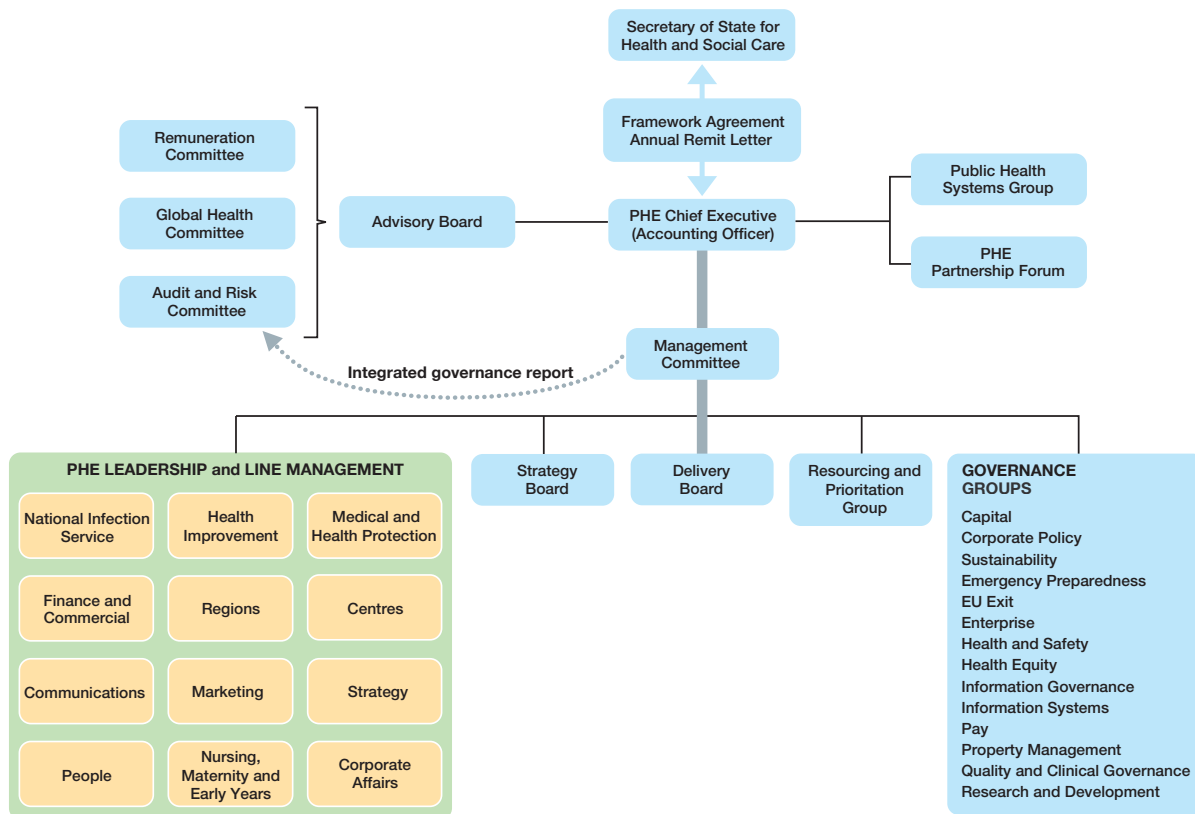 Secretary of State for
Health and Social Care
Framework Agreement
Annual Remit Letter
Remuneration
Committee
Global Health
Committee
Audit and Risk
Committee
Advisory Board
PHE Chief Executive
(Accounting Officer)
Public Health
Systems Group
PHE
Partnership Forum
Management
Committee
Integrated governance report
PHE LEADERSHIP and LINE MANAGEMENT
National Infection
Service
Health
Improvement
Medical and
Health Protection
Finance and
Commercial
Regions
Centres
Communications
Marketing
Strategy
People
Nursing,
Maternity and
Early Years
Corporate
Affairs
Strategy
Board
Delivery
Board
Resourcing and
Prioritation
Group
GOVERNANCE
GROUPS
Capital
Corporate Policy
Sustainability
Emergency Preparedness
EU Exit
Enterprise
Health and Safety
Health Equity
Information Governance
Information Systems
Pay
Property Management
Quality and Clinical Governance
Research and Development